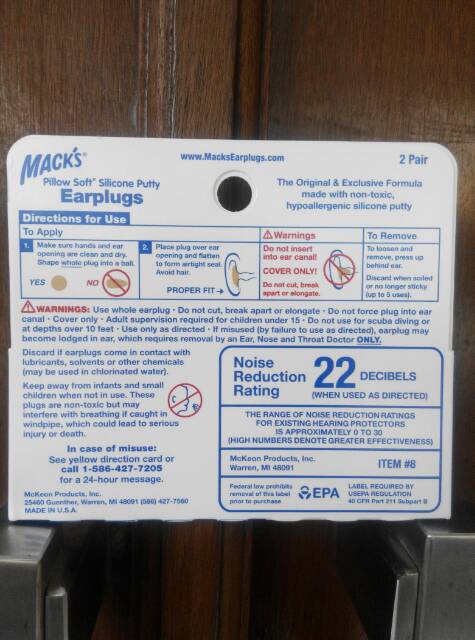 MACK'S®
Pillow Soft® Silicone Putty
Earplugs
www.MacksEarplugs.com
2 Pair
The Original & Exclusive Formula
made with non-toxic,
hypoallergenic silicone putty
Directions for Use
To Apply
1. Make sure hands and ear
opening are clean and dry.
Shape whole plug into a ball.
YES
NO
2. Place plug over ear
opening and flatten
to form airtight seal.
Avoid hair.
PROPER FIT
Warnings
Do not insert
into ear canal!
COVER ONLY!
Do not cut, break
apart or elongate.
To Remove
To loosen and
remove, press up
behind ear.
Discard when soiled
or no longer sticky
(up to 5 uses).
WARNINGS: Use whole earplug • Do not cut, break apart or elongate • Do not force plug into ear
canal • Cover only • Adult supervision required for children under 15 • Do not use for scuba diving or
at depths over 10 feet • Use only as directed • If misused (by failure to use as directed), earplug may
become lodged in ear, which requires removal by an Ear, Nose and Throat Doctor ONLY.
Discard if earplugs come in contact with
lubricants, solvents or other chemicals
(may be used in chlorinated water).
Keep away from infants and small
children when not in use. These
plugs are non-toxic but may
interfere with breathing if caught in
windpipe, which could lead to serious
injury or death.
In case of misuse:
See yellow direction card or
call 1-586-427-7205
for a 24-hour message.
McKeon Products, Inc.
25460 Guenther, Warren, MI 48091 (586) 427-7560
MADE IN U.S.A.
Noise
Reduction
Rating
22 DECIBELS
(WHEN USED AS DIRECTED)
THE RANGE OF NOISE REDUCTION RATINGS
FOR EXISTING HEARING PROTECTORS
IS APPROXIMATELY 0 TO 30
(HIGH NUMBERS DENOTE GREATER EFFECTIVENESS)
McKeon Products, Inc.
Warren, MI 48091
ITEM #8
Federal law prohibits
removal of this label
prior to purchase
EPA
LABEL REQUIRED BY
USEPA REGULATION
40 CFR Part 211 Subpart B